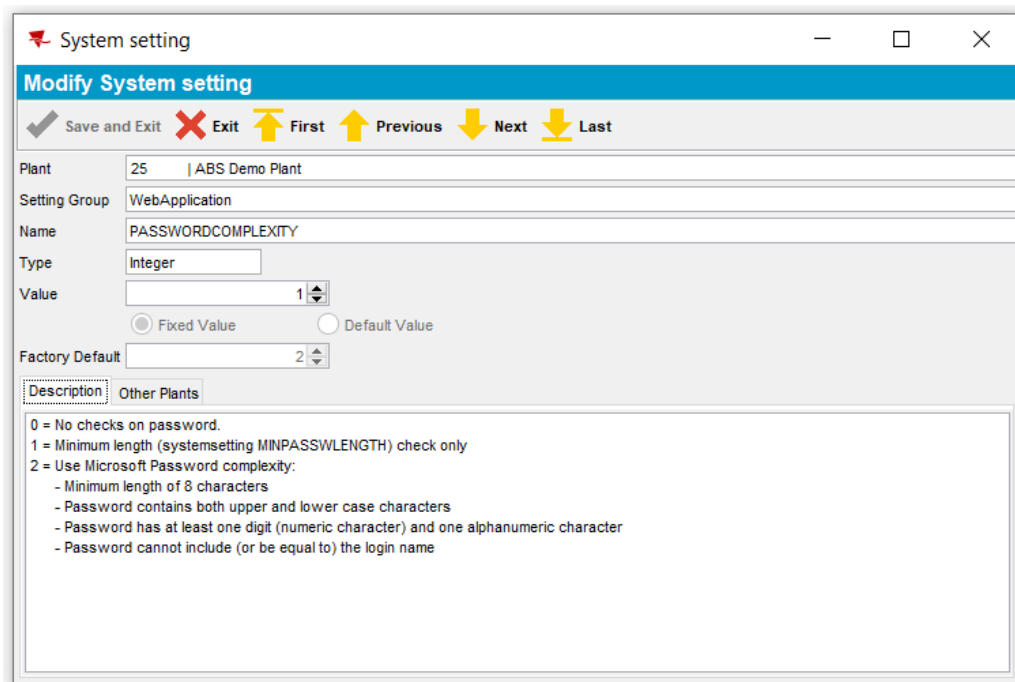 System setting
Modify System setting
Save and Exit Exit First Previous Next Last
Plant 25 | ABS Demo Plant
Setting Group WebApplication
Name PASSWORDCOMPLEXITY
Type Integer
Value 1
Fixed Value Default Value
Factory Default 2
Description Other Plants
0 = No checks on password.
1 = Minimum length (systemsetting MINPASSWLENGTH) check only
2 = Use Microsoft Password complexity:
- Minimum length of 8 characters
- Password contains both upper and lower case characters
- Password has at least one digit (numeric character) and one alphanumeric character
- Password cannot include (or be equal to) the login name